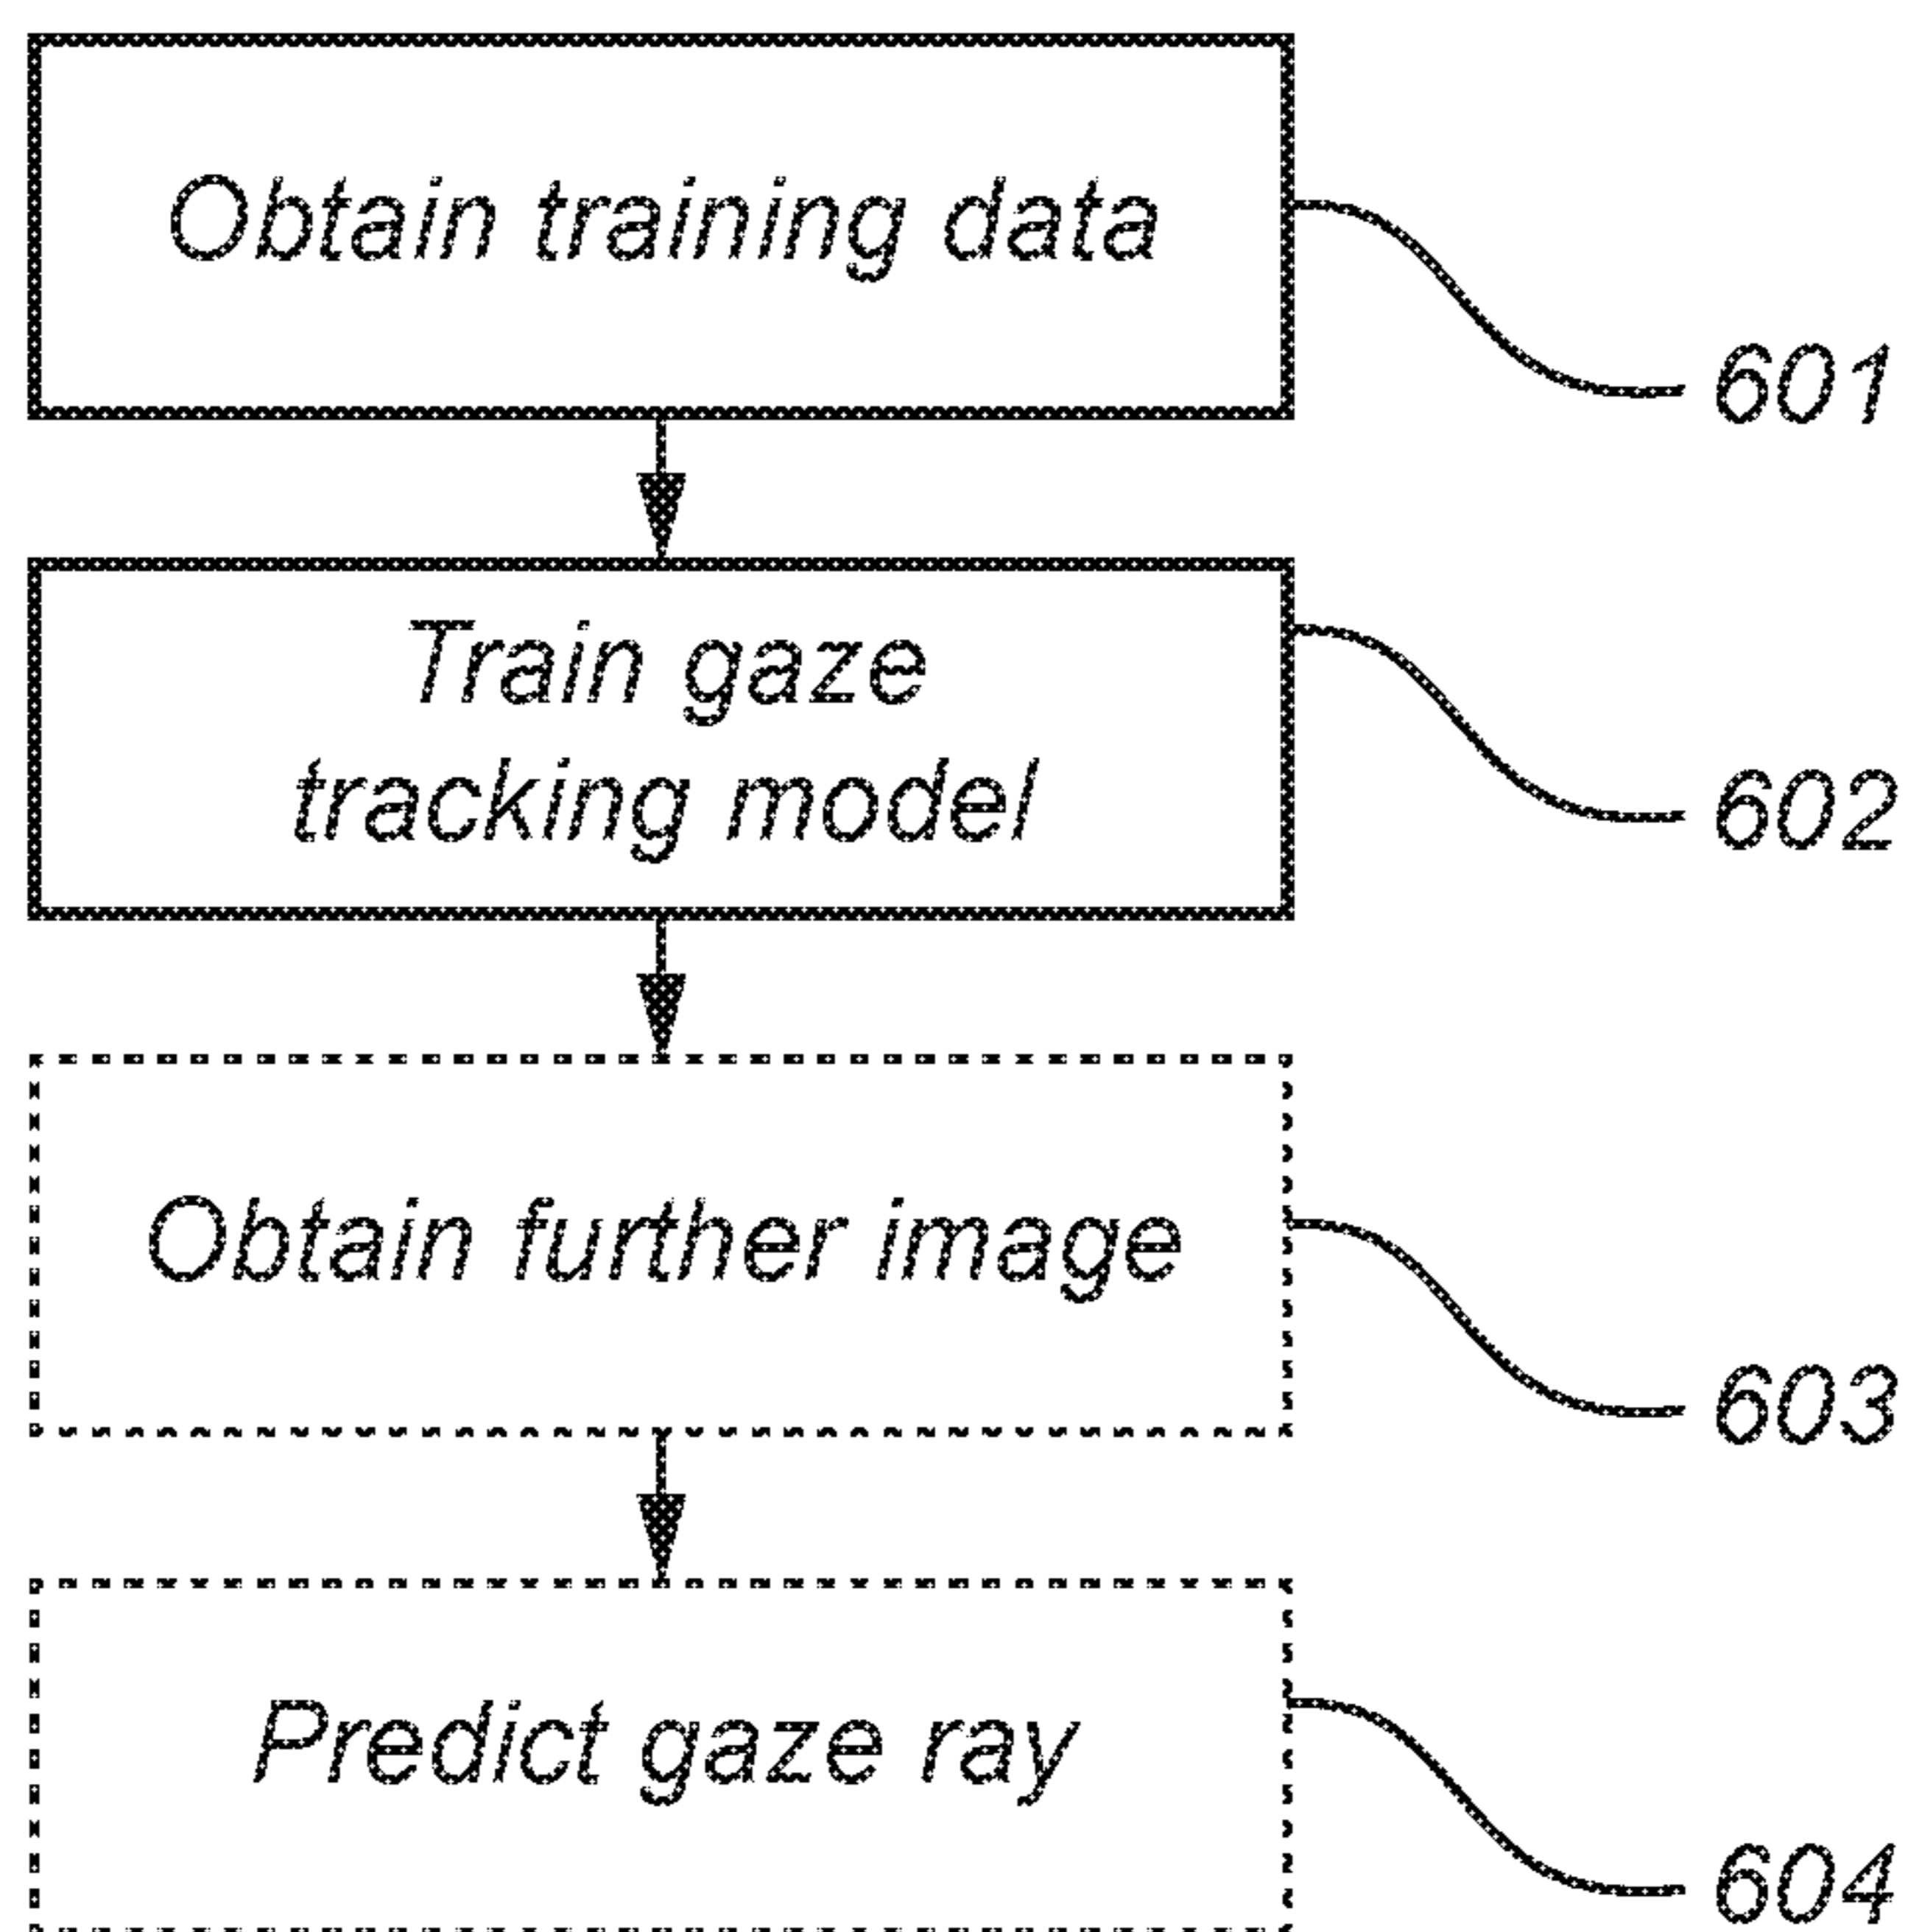 Obtain training data
601
Train gaze
tracking model
602
Obtain further image
603
Predict gaze ray
604